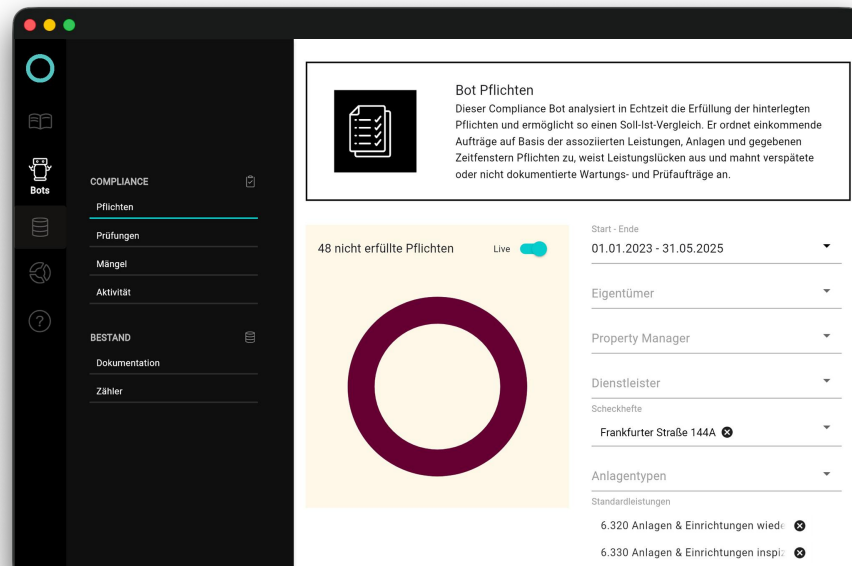 Bots
COMPLIANCE
Pflichten
Prüfungen
Mängel
Aktivität
BESTAND
Dokumentation
Zähler
Bot Pflichten
Dieser Compliance Bot analysiert in Echtzeit die Erfüllung der hinterlegten
Pflichten und ermöglicht so einen Soll-Ist-Vergleich. Er ordnet einkommende
Aufträge auf Basis der assoziierten Leistungen, Anlagen und gegebenen
Zeitfenstern Pflichten zu, weist Leistungslücken aus und mahnt verspätete
oder nicht dokumentierte Wartungs- und Prüfaufträge an.
48 nicht erfüllte Pflichten
Live
Start - Ende
01.01.2023 - 31.05.2025
Eigentümer
Property Manager
Dienstleister
Scheckhefte
Frankfurter Straße 144A
Anlagentypen
Standardleistungen
6.320 Anlagen & Einrichtungen wiede
6.330 Anlagen & Einrichtungen inspiz